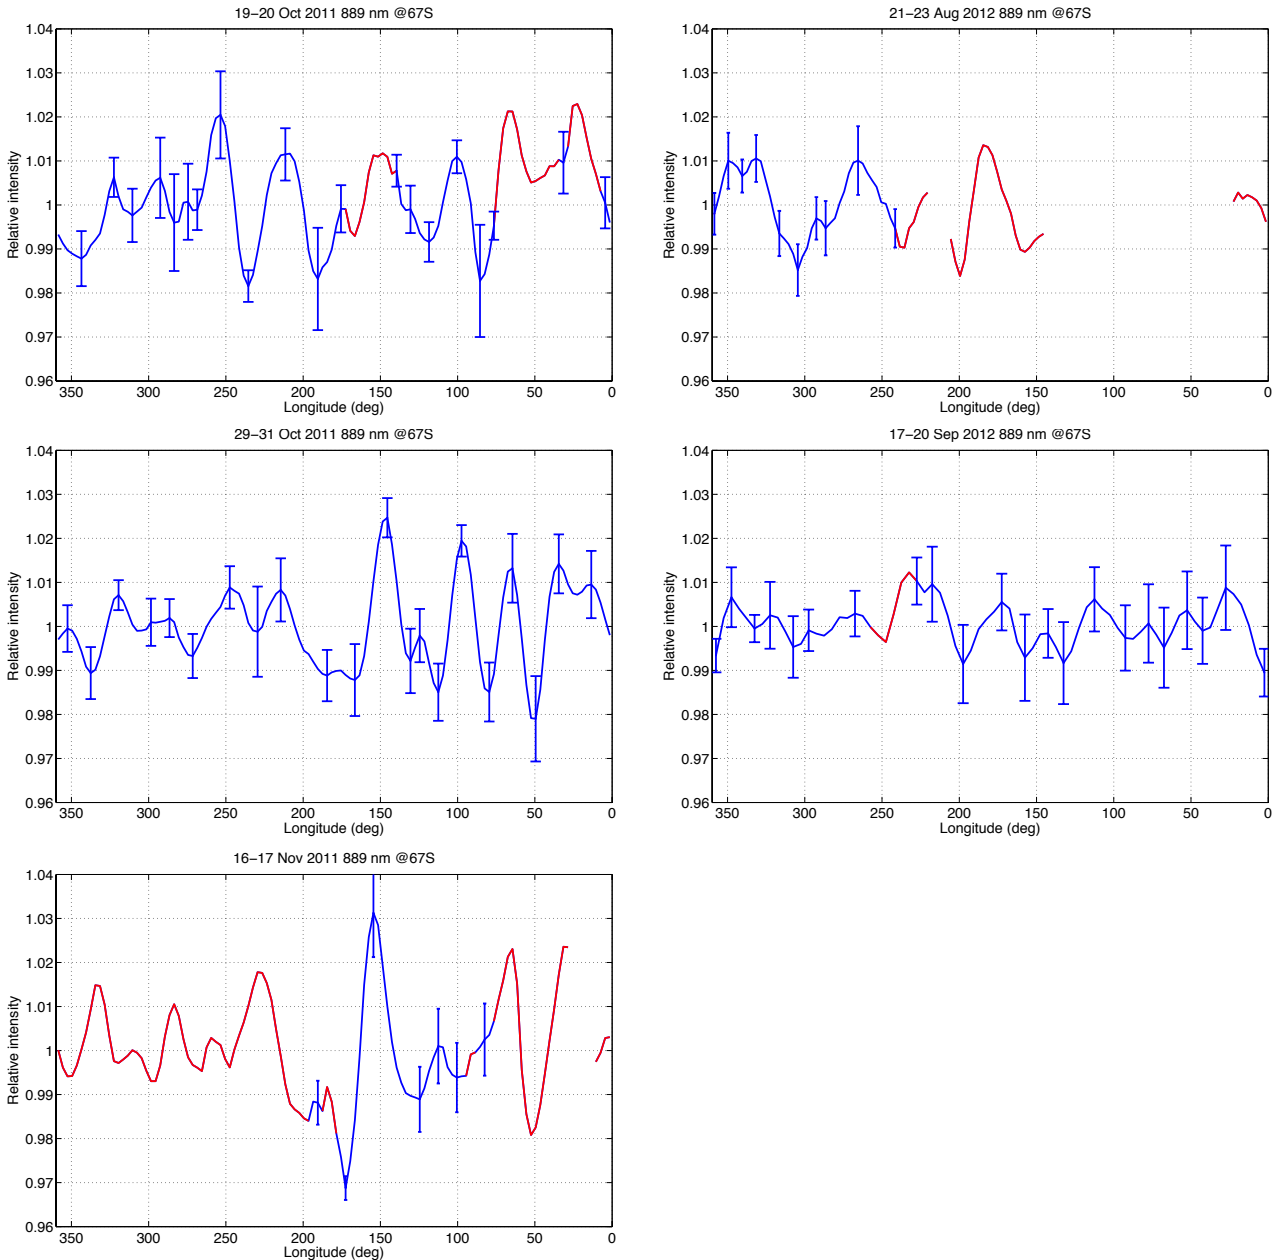 19−20 Oct 2011 889 nm @67S
1.04
1.03
1.02
1.01
1
0.99
0.98
0.97
0.96
Relative intensity
350 300 250 200 150 100 50 0
Longitude (deg)
21−23 Aug 2012 889 nm @67S
1.04
1.03
1.02
1.01
1
0.99
0.98
0.97
0.96
Relative intensity
350 300 250 200 150 100 50 0
Longitude (deg)
29−31 Oct 2011 889 nm @67S
1.04
1.03
1.02
1.01
1
0.99
0.98
0.97
0.96
Relative intensity
350 300 250 200 150 100 50 0
Longitude (deg)
17−20 Sep 2012 889 nm @67S
1.04
1.03
1.02
1.01
1
0.99
0.98
0.97
0.96
Relative intensity
350 300 250 200 150 100 50 0
Longitude (deg)
16−17 Nov 2011 889 nm @67S
1.04
1.03
1.02
1.01
1
0.99
0.98
0.97
0.96
Relative intensity
350 300 250 200 150 100 50 0
Longitude (deg)